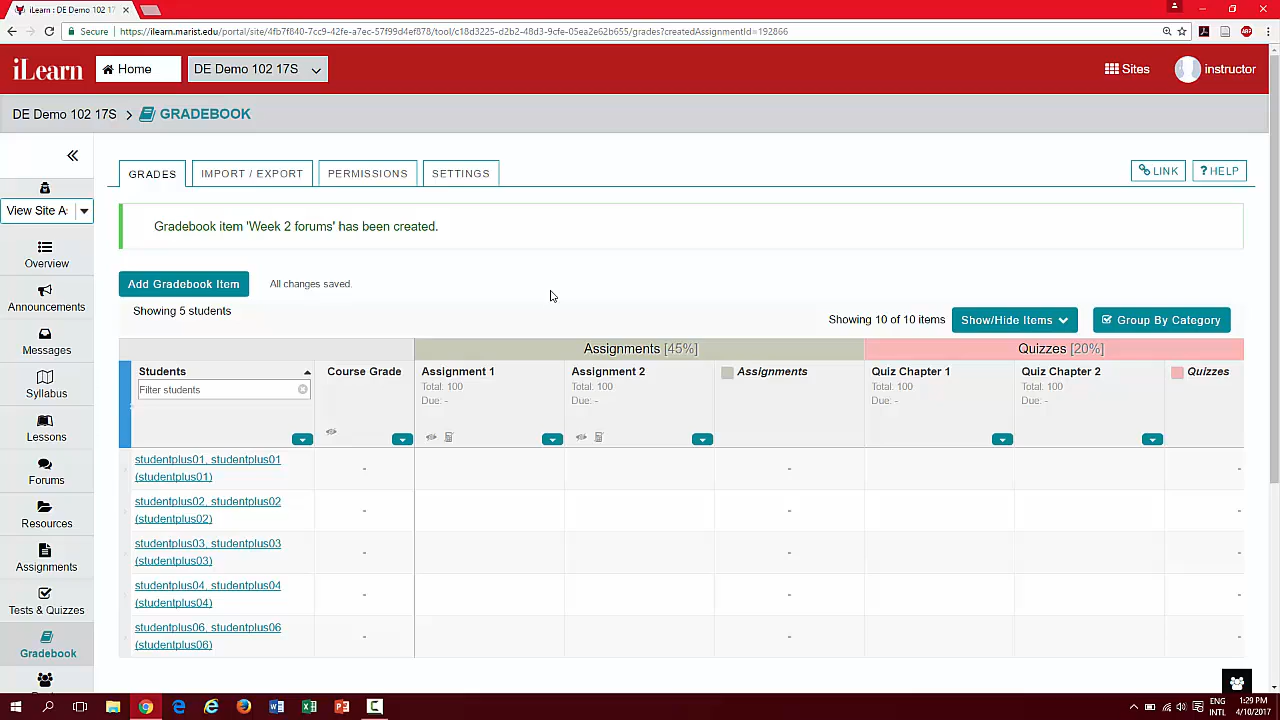 iLearn : DE Demo 102 17S
Secure https://ilearn.marist.edu/portal/site/4fb7f840-7cc9-42fe-a7ec-57f99d4ef878/tool/c18d3225-d2b2-48d3-9cfe-05ea2e62b655/grades?createdAssignmentId=192866
iLearn Home DE Demo 102 17S Sites instructor
DE Demo 102 17S GRADEBOOK
GRADES IMPORT / EXPORT PERMISSIONS SETTINGS LINK ? HELP
View Site A
Gradebook item 'Week 2 forums' has been created.
Overview
Announcements
Messages
Syllabus
Lessons
Forums
Resources
Assignments
Tests & Quizzes
Gradebook
Add Gradebook Item All changes saved.
Showing 5 students
Showing 10 of 10 items Show/Hide Items Group By Category
Assignments [45%] Quizzes [20%]
Students Course Grade Assignment 1 Assignment 2 Assignments Quiz Chapter 1 Quiz Chapter 2 Quizzes
Total: 100 Total: 100 Total: 100 Total: 100
Filter students
Due: - Due: - Due: - Due: -
studentplus01, studentplus01
(studentplus01) - - -
studentplus02, studentplus02
(studentplus02) - - -
studentplus03, studentplus03
(studentplus03) - - -
studentplus04, studentplus04
(studentplus04) - - -
studentplus06, studentplus06
(studentplus06) - - -
ENG 1:29 PM
INTL 4/10/2017